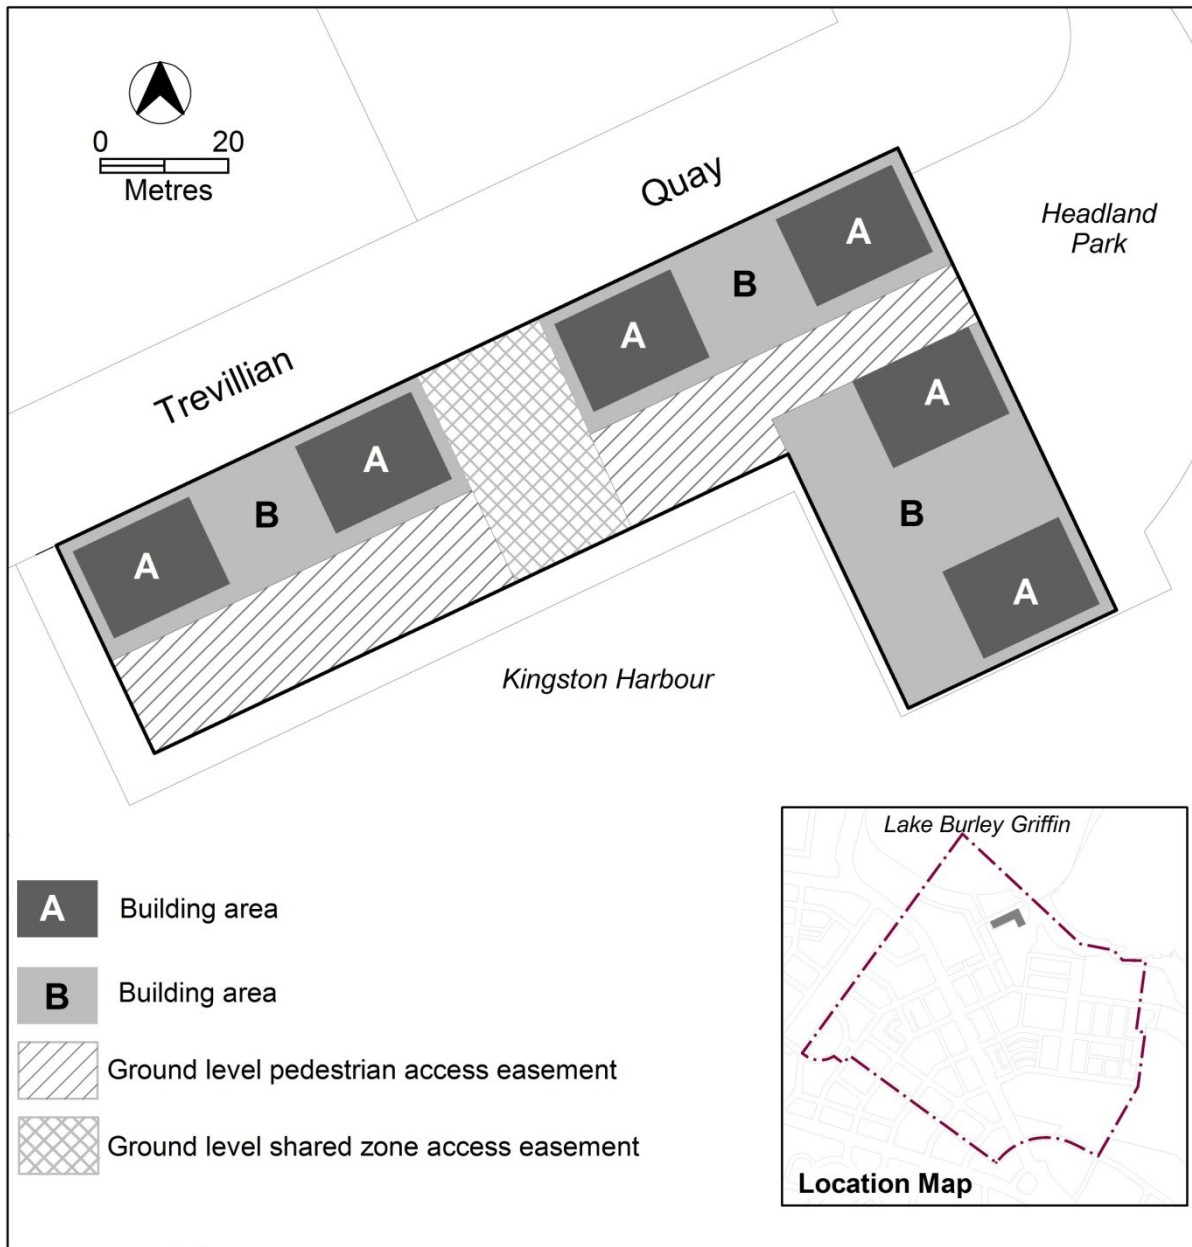 0 20
Metres
Quay
Headland
Park
A
B
A
Trevillian
A
A
B
A
B
A
A
Kingston Harbour
A Building area
B Building area
Ground level pedestrian access easement
Ground level shared zone access easement
Lake Burley Griffin
Location Map